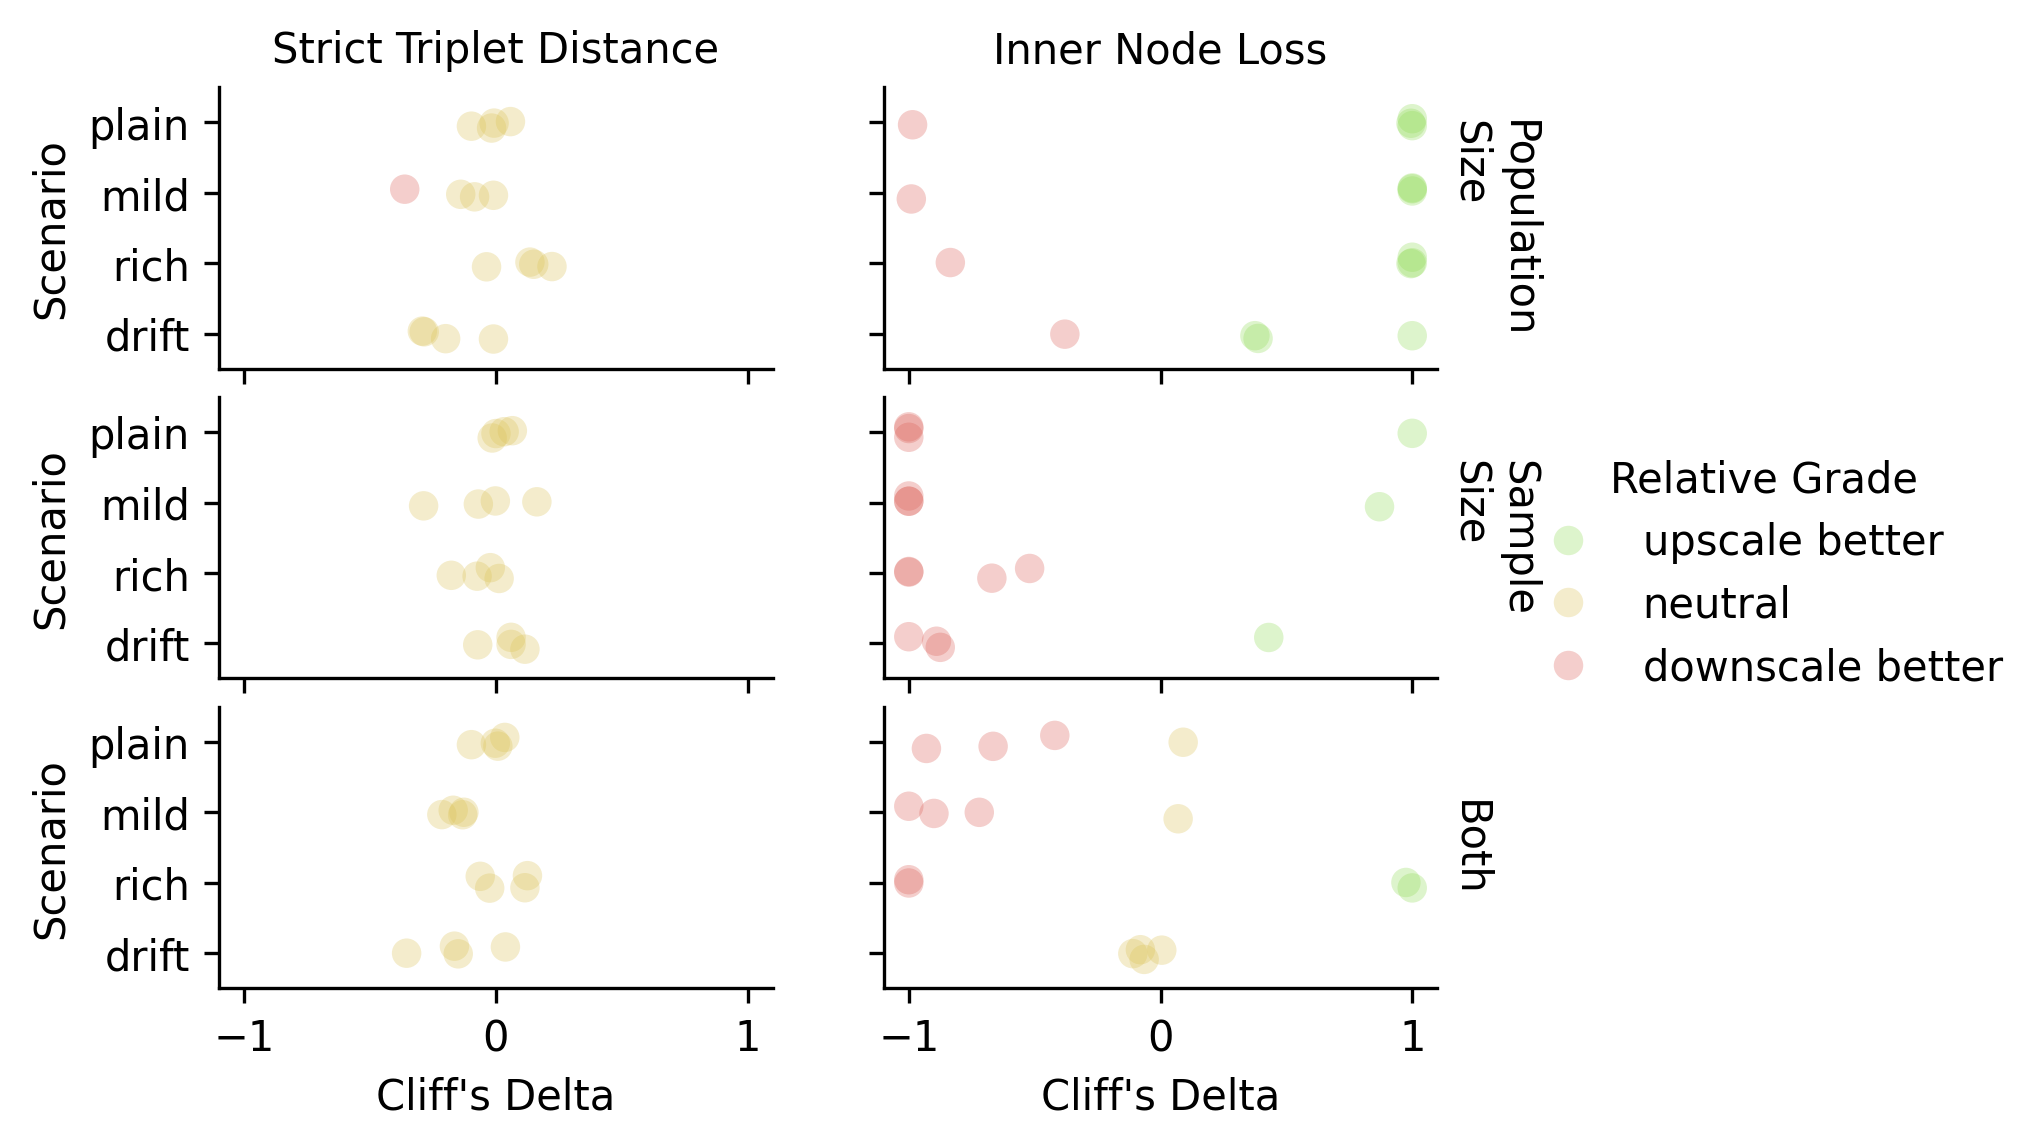 Strict Triplet Distance
Inner Node Loss
Scenario
plain
mild
rich
drift
Population
Size
Scenario
plain
mild
rich
drift
Sample
Size
Scenario
plain
mild
rich
drift
Both
−1
0
1
−1
0
1
Cliff's Delta
Cliff's Delta
Relative Grade
upscale better
neutral
downscale better